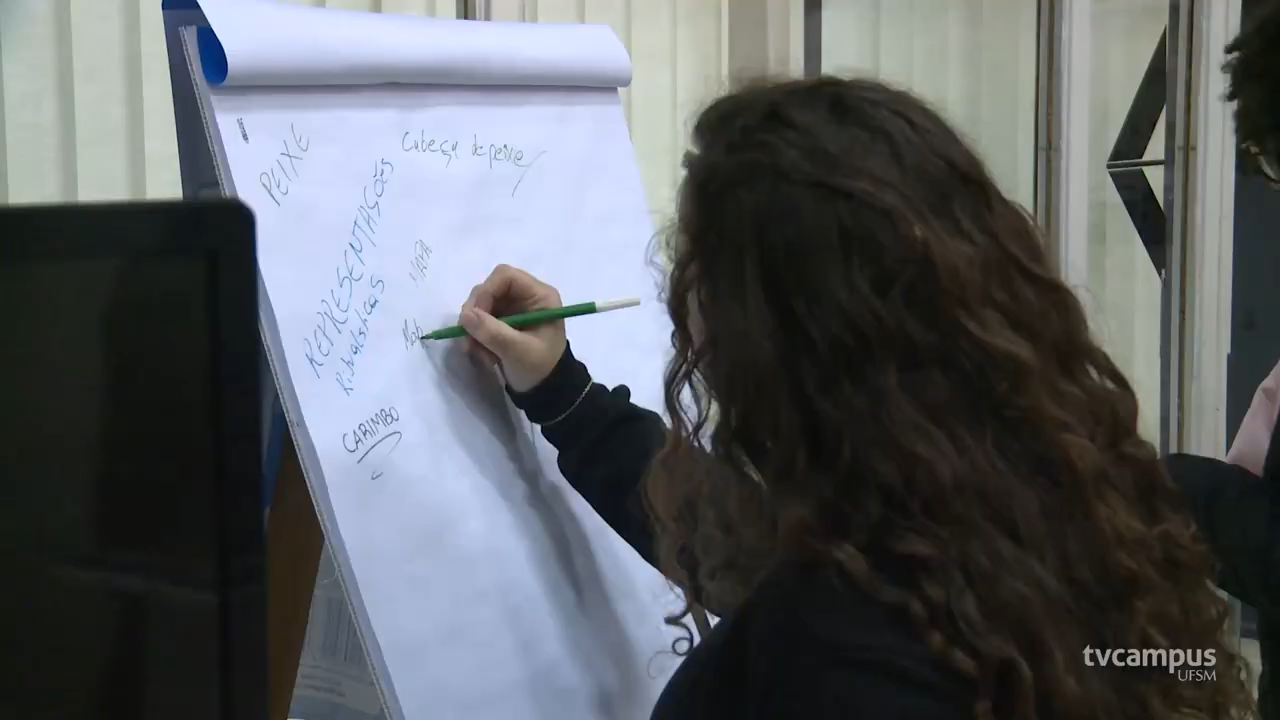 PEIXE
Cabeça de peixe
REPRESENTAÇÕES
Ritualísticas
MAPA
CARIMBO
tvcampus
UFSM